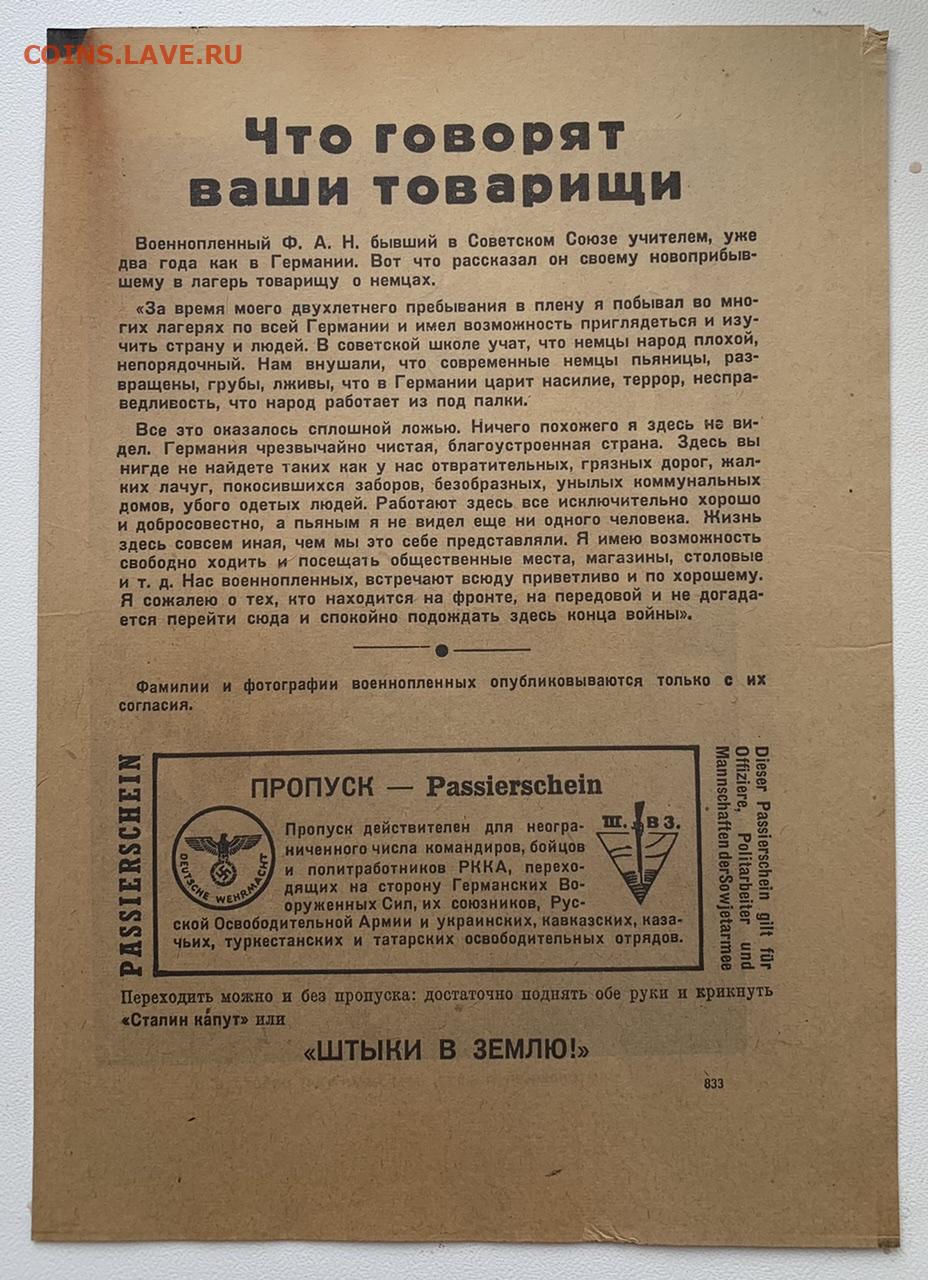 COINS.LAVE.RU
Что говорят
ваши товарищи
Военнопленный Ф. А. Н. бывший в Советском Союзе учителем, уже
два года как в Германии. Вот что рассказал он своему новоприбыв-
шему в лагерь товарищу о немцах.
«За время моего двухлетнего пребывания в плену я побывал во мно-
гих лагерях по всей Германии и имел возможность приглядеться и изу-
чить страну и людей. В советской школе учат, что немцы народ плохой,
непорядочный. Нам внушали, что современные немцы пьяницы, раз-
вращены, грубы, лживы, что в Германии царит насилие, террор, неспра-
ведливость, что народ работает из под палки.
Все это оказалось сплошной ложью. Ничего похожего я здесь не ви-
дел. Германия чрезвычайно чистая, благоустроенная страна. Здесь вы
нигде не найдете таких как у нас отвратительных, грязных дорог, жал-
ких лачуг, покосившихся заборов, безобразных, унылых коммунальных
домов, убого одетых людей. Работают здесь все исключительно хорошо
и добросовестно, а пьяным я не видел еще ни одного человека. Жизнь
здесь совсем иная, чем мы это себе представляли. Я имею возможность
свободно ходить и посещать общественные места, магазины, столовые
и т. д. Нас военнопленных, встречают всюду приветливо и по хорошему.
Я сожалею о тех, кто находится на фронте, на передовой и не догада-
ется перейти сюда и спокойно подождать здесь конца войны».
Фамилии и фотографии военнопленных опубликовываются только с их
согласия.
PASSIERSCHEIN
ПРОПУСК — Passierschein
DEUTSCHE WEHRMACHT
Ш. ВЗ.
Пропуск действителен для неогра-
ниченного числа командиров, бойцов
и политработников РККА, перехо-
дящих на сторону Германских Во-
оруженных Сил, их союзников, Рус-
ской Освободительной Армии и украинских, кавказских, каза-
чьих, туркестанских и татарских освободительных отрядов.
Dieser Passierschein gilt für
Offiziere, Politarbeiter und
Mannschaften der Sowjetarmee
Переходить можно и без пропуска: достаточно поднять обе руки и крикнуть
«Сталин ка́пут» или
«ШТЫКИ В ЗЕМЛЮ!»
833